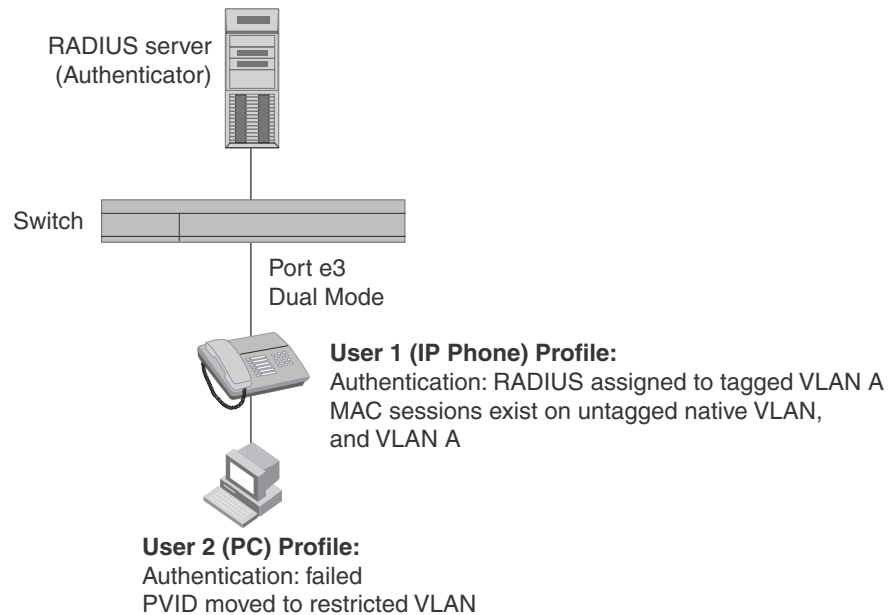 RADIUS server
(Authenticator)
Switch
Port e3
Dual Mode
User 1 (IP Phone) Profile:
Authentication: RADIUS assigned to tagged VLAN A
MAC sessions exist on untagged native VLAN,
and VLAN A
User 2 (PC) Profile:
Authentication: failed
PVID moved to restricted VLAN